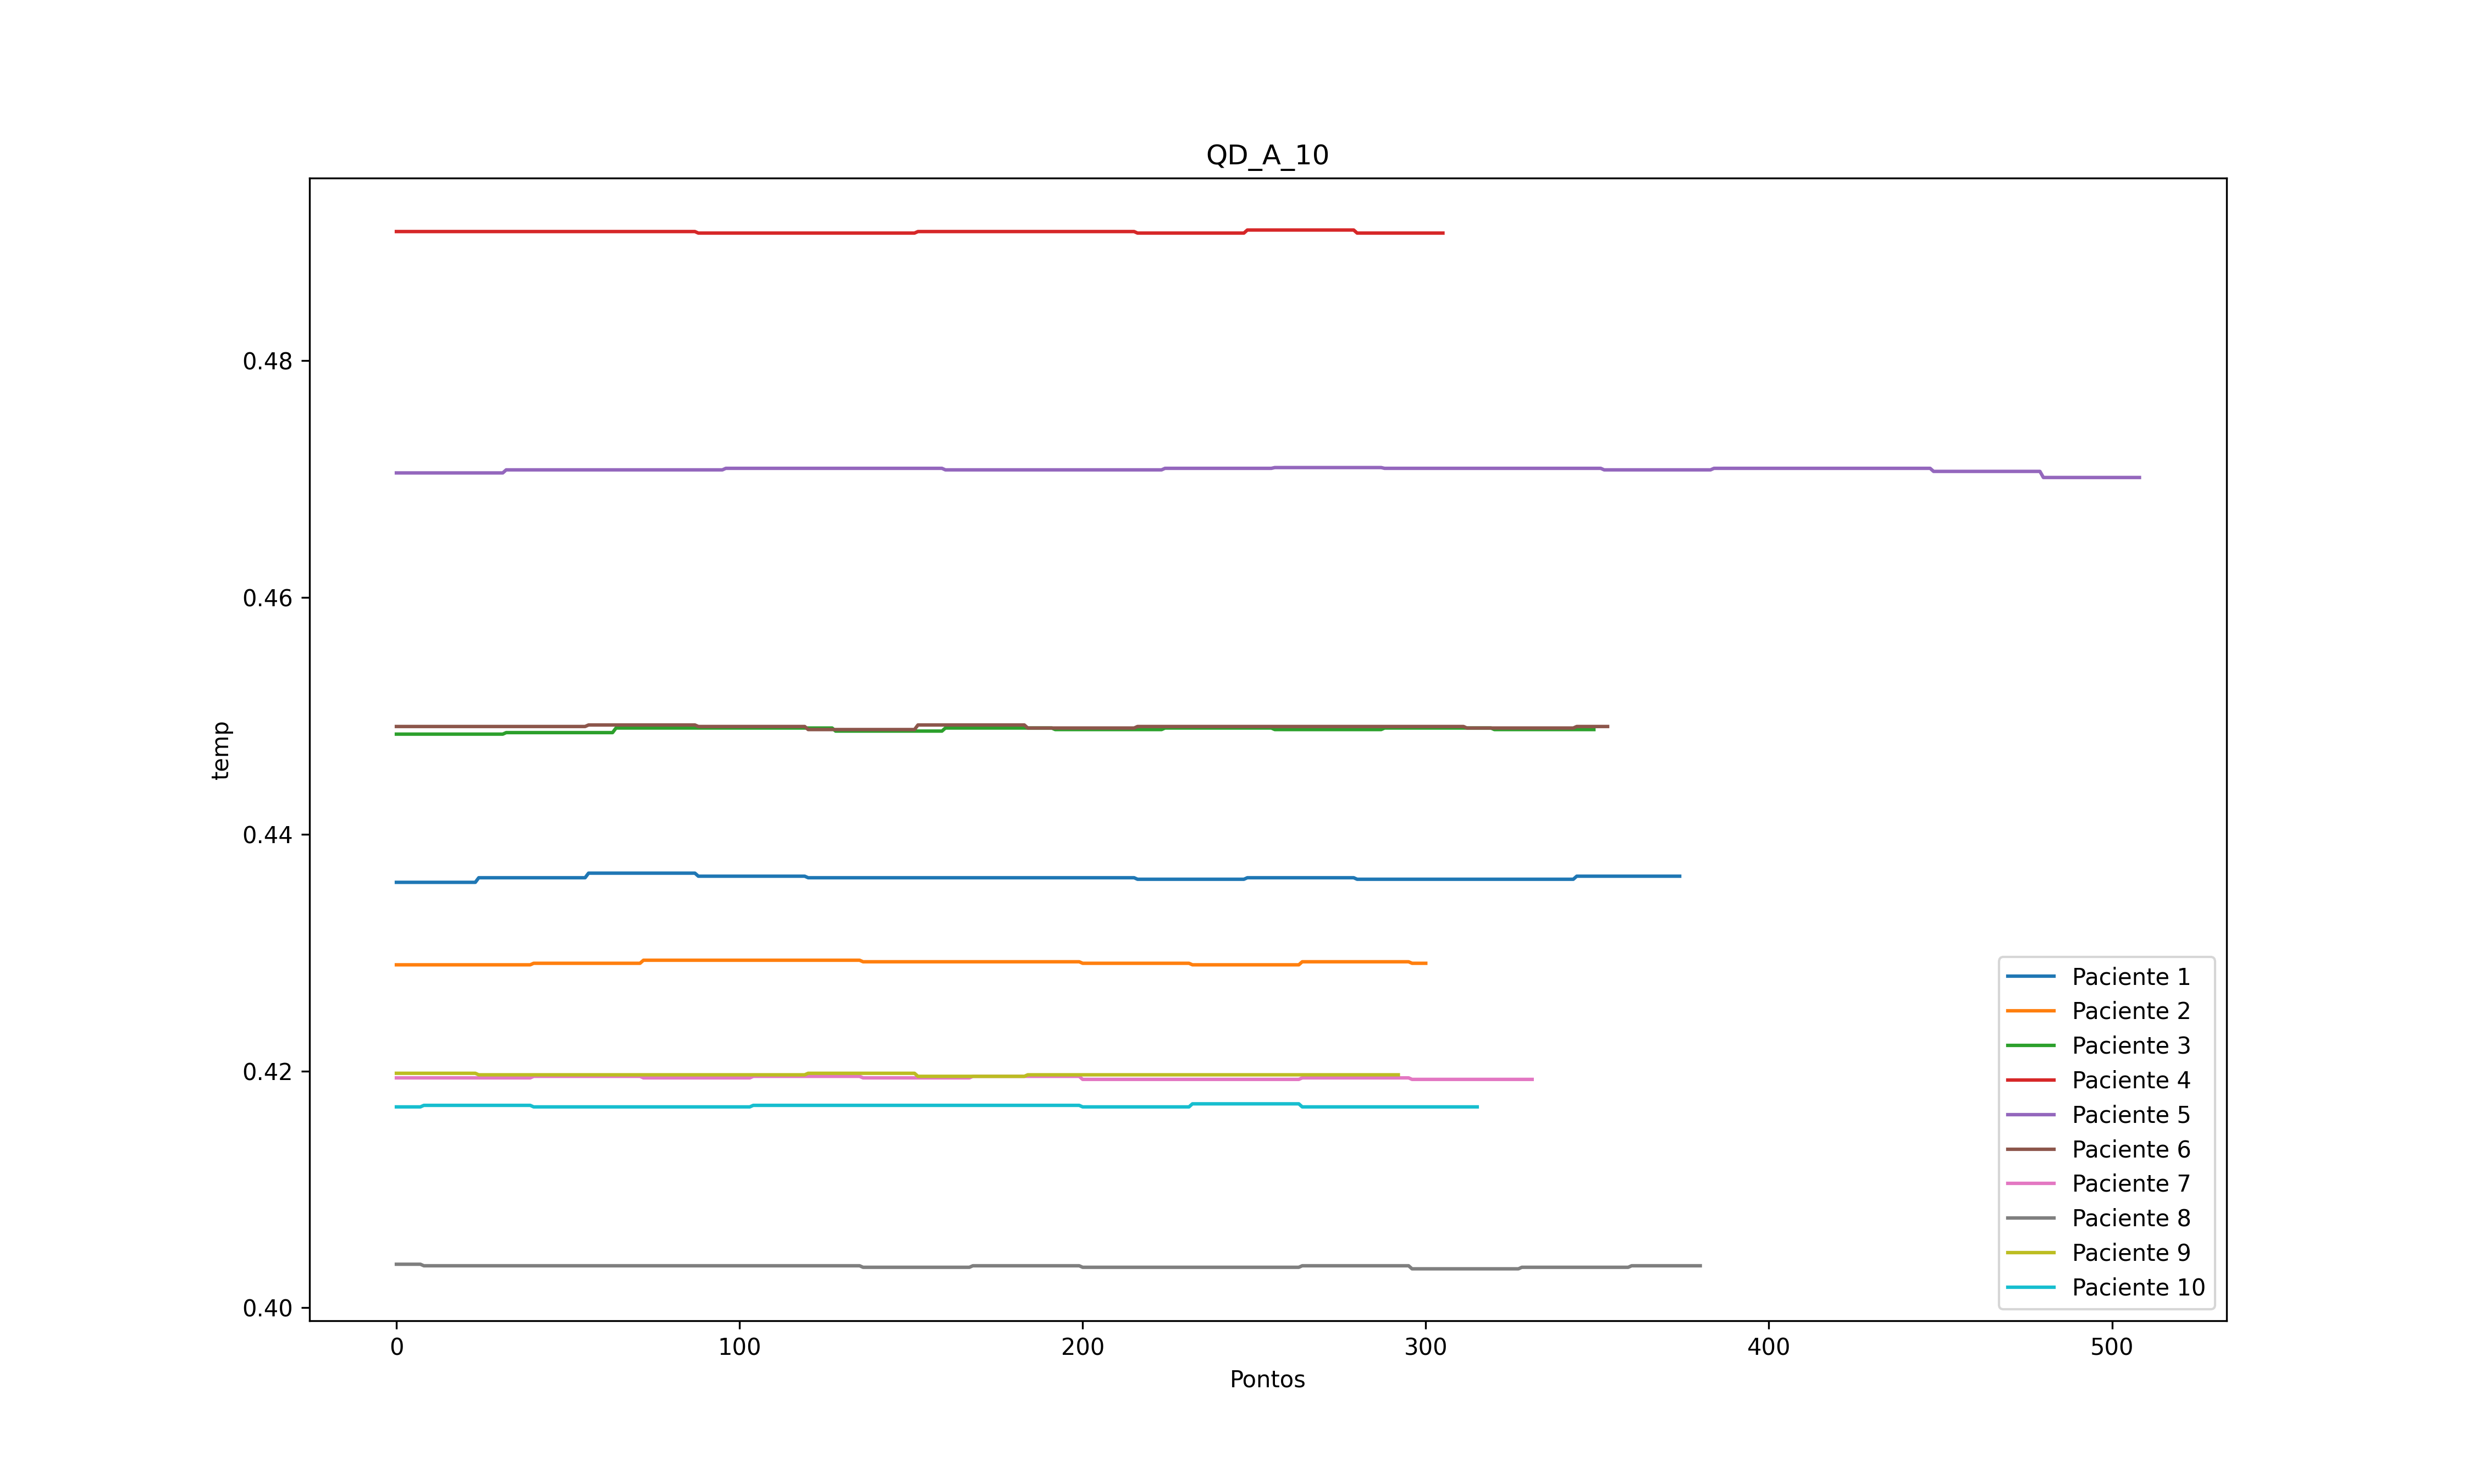 QD_A_10
temp
0.48
0.46
0.44
0.42
0.40
0 100 200 300 400 500
Pontos
Paciente 1
Paciente 2
Paciente 3
Paciente 4
Paciente 5
Paciente 6
Paciente 7
Paciente 8
Paciente 9
Paciente 10